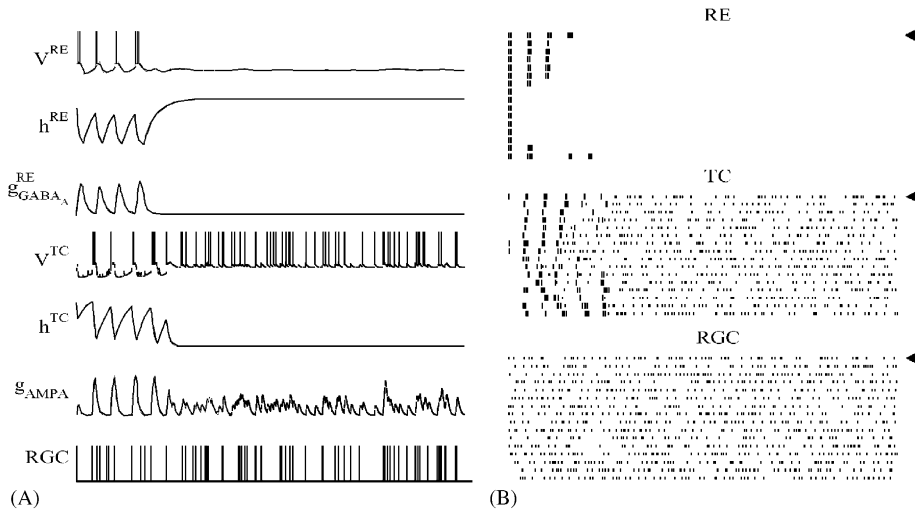 V^RE
h^RE
g^RE_GABA_A
V^TC
h^TC
g_AMPA
RGC
(A)
RE
TC
RGC
(B)